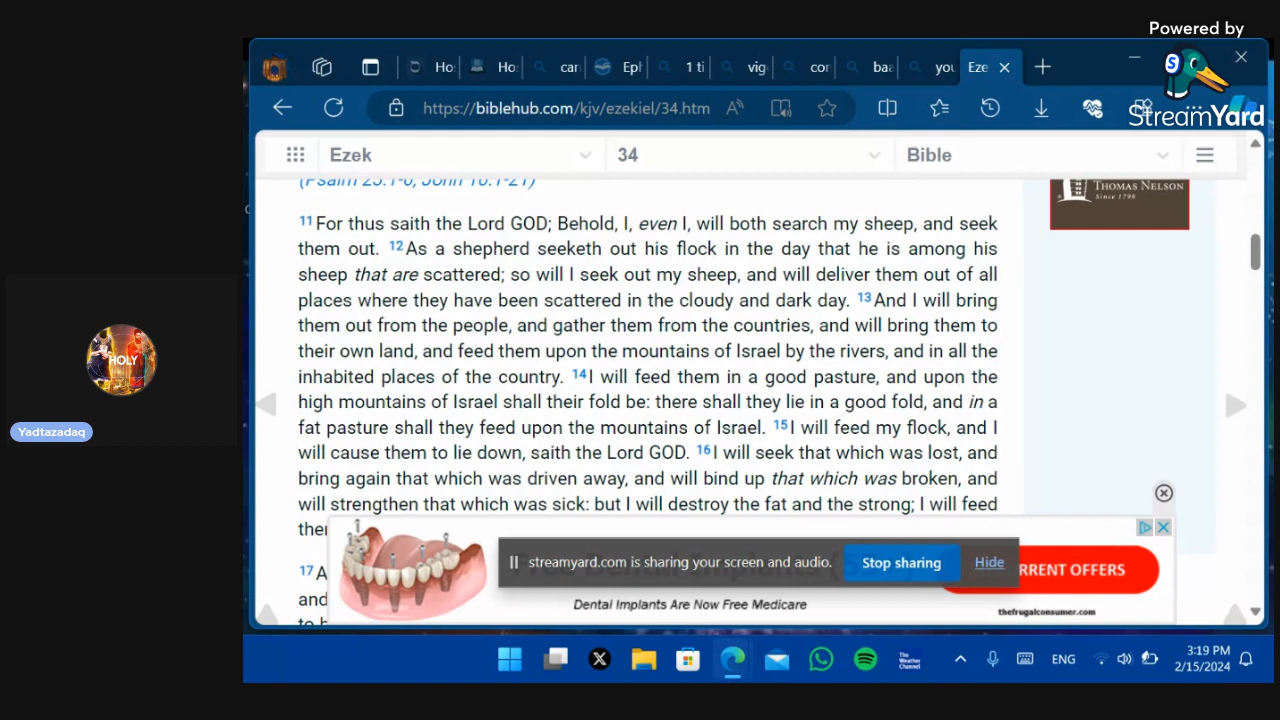 Powered by
StreamYard
Ho
Ho
car
Epl
1 ti
vig
cor
baa
you
Eze
https://biblehub.com/kjv/ezekiel/34.htm
Ezek
34
Bible
(Psalm 23:1-6; John 10:1-21)
THOMAS NELSON
Since 1798
11 For thus saith the Lord GOD; Behold, I, even I, will both search my sheep, and seek
them out. 12 As a shepherd seeketh out his flock in the day that he is among his
sheep that are scattered; so will I seek out my sheep, and will deliver them out of all
places where they have been scattered in the cloudy and dark day. 13 And I will bring
them out from the people, and gather them from the countries, and will bring them to
their own land, and feed them upon the mountains of Israel by the rivers, and in all the
inhabited places of the country. 14 I will feed them in a good pasture, and upon the
high mountains of Israel shall their fold be: there shall they lie in a good fold, and in a
fat pasture shall they feed upon the mountains of Israel. 15 I will feed my flock, and I
will cause them to lie down, saith the Lord GOD. 16 I will seek that which was lost, and
bring again that which was driven away, and will bind up that which was broken, and
will strengthen that which was sick: but I will destroy the fat and the strong; I will feed
ther
17 A
and
streamyard.com is sharing your screen and audio.
Stop sharing
Hide
RRENT OFFERS
Dental Implants Are Now Free Medicare
thefrugalconsumer.com
HOLY
Yadtazadaq
The
Weather
Channel
ENG
3:19 PM
2/15/2024